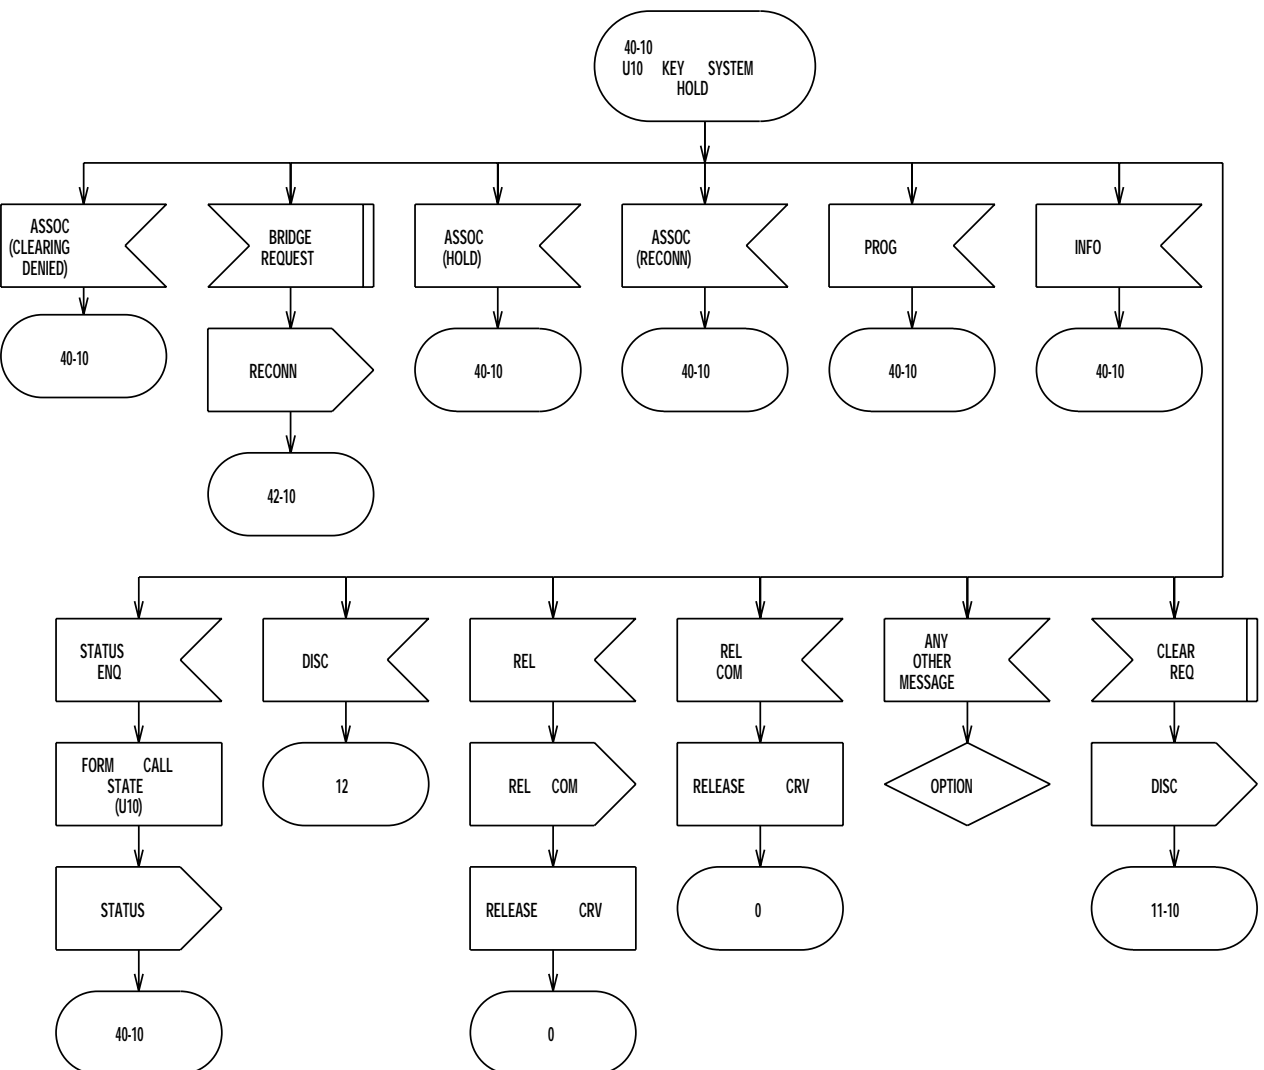 40-10
U10 KEY SYSTEM
HOLD
ASSOC
(CLEARING
DENIED)
BRIDGE
REQUEST
ASSOC
(HOLD)
ASSOC
(RECONN)
PROG
INFO
40-10
RECONN
40-10
40-10
40-10
40-10
42-10
STATUS
ENQ
DISC
REL
REL
COM
ANY
OTHER
MESSAGE
CLEAR
REQ
FORM CALL
STATE
(U10)
12
REL COM
RELEASE CRV
OPTION
DISC
STATUS
RELEASE CRV
0
11-10
40-10
0